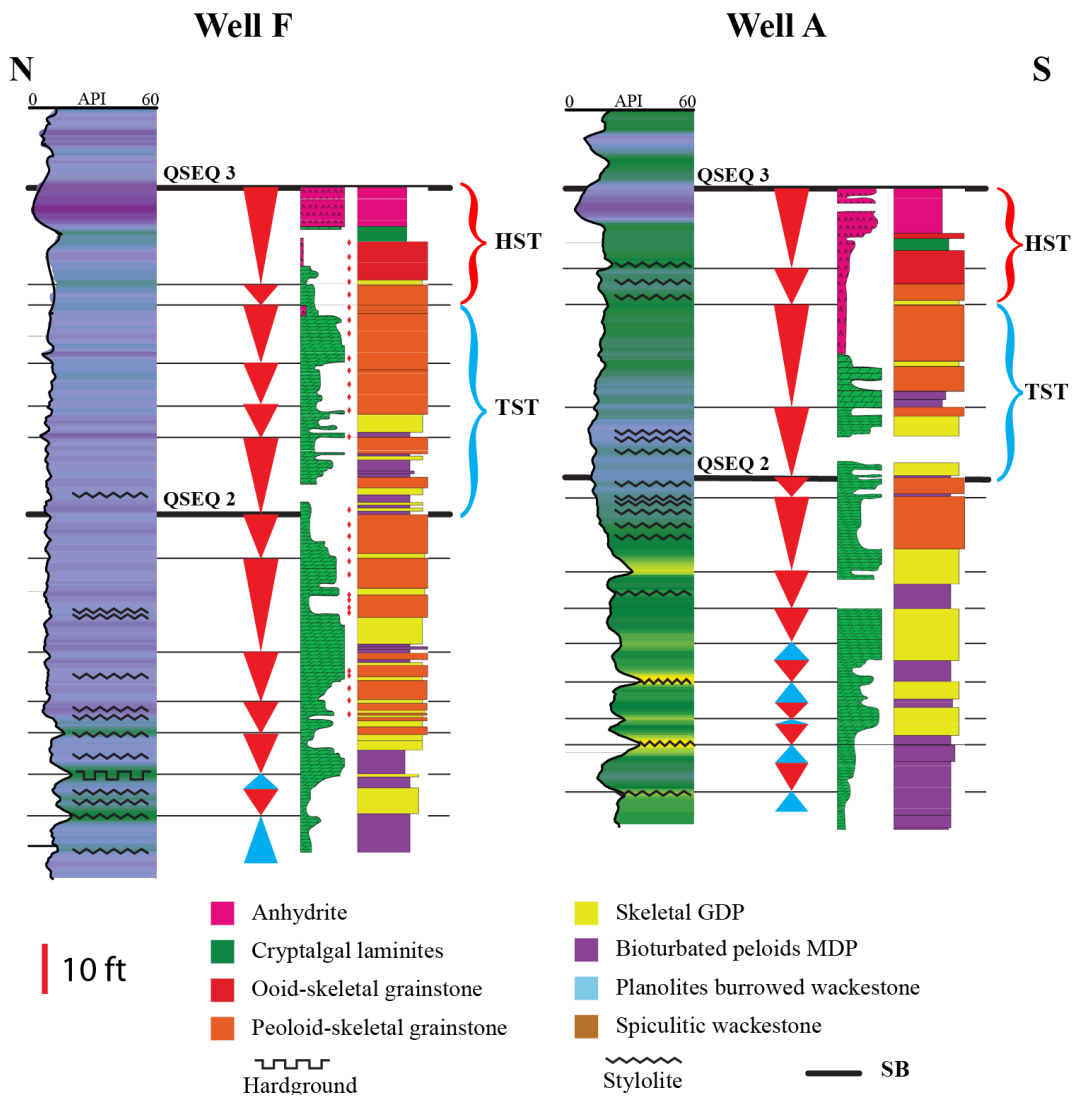 Well F
Well A
N
S
0 API 60
0 API 60
QSEQ 3
QSEQ 3
HST
HST
TST
TST
QSEQ 2
QSEQ 2
10 ft
Anhydrite
Cryptalgal laminites
Ooid-skeletal grainstone
Peoloid-skeletal grainstone
Hardground
Skeletal GDP
Bioturbated peloids MDP
Planolites burrowed wackestone
Spiculitic wackestone
Stylolite
SB